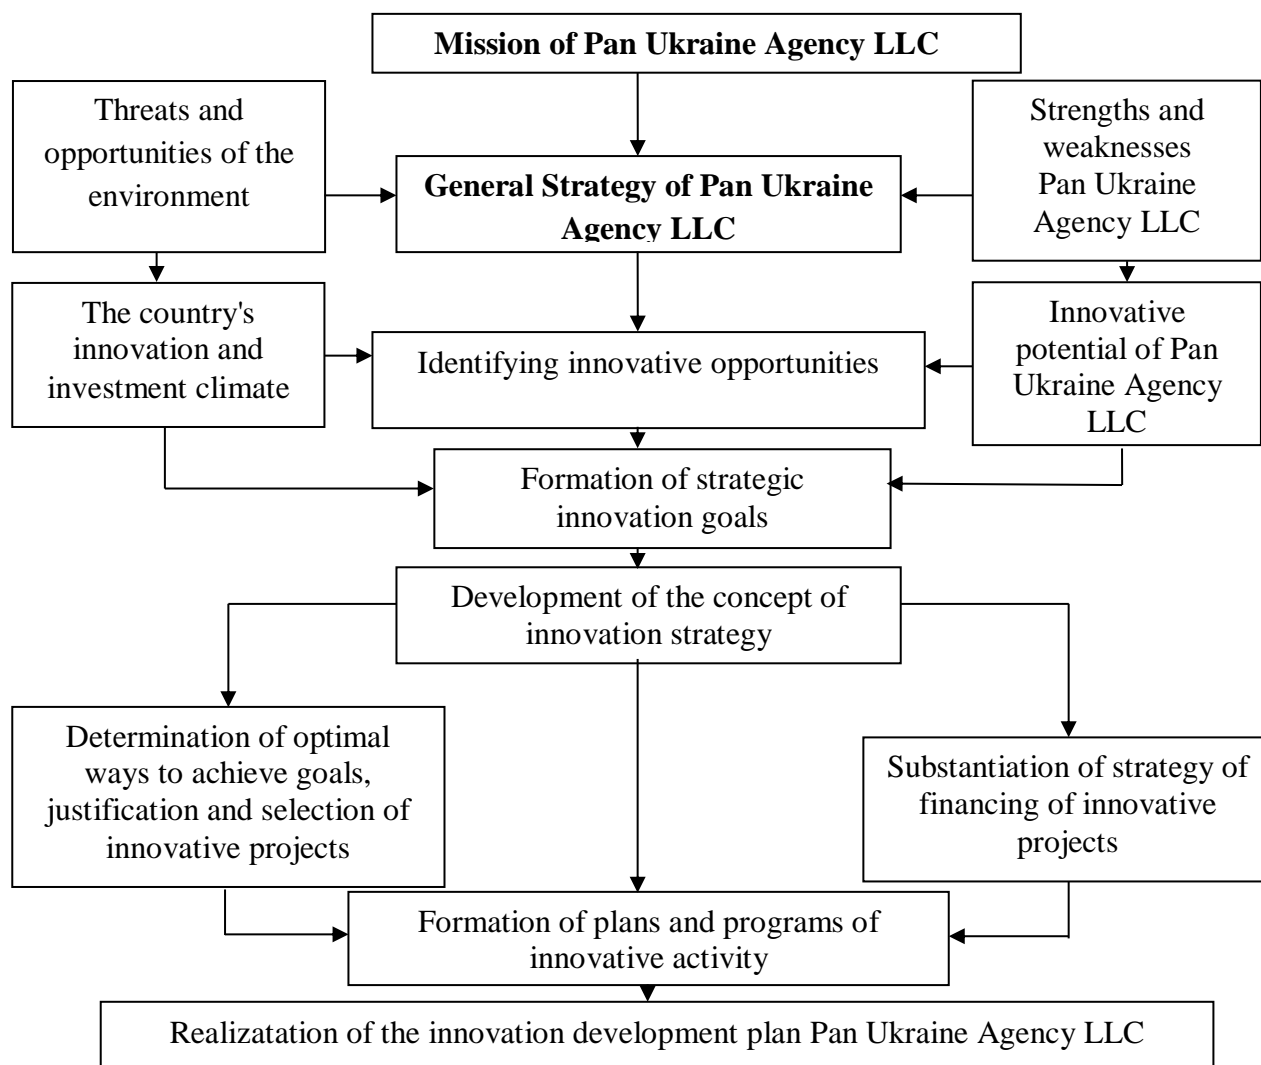 Mission of Pan Ukraine Agency LLC
Threats and
opportunities of the
environment
Strengths and
weaknesses
Pan Ukraine
Agency LLC
General Strategy of Pan Ukraine
Agency LLC
The country's
innovation and
investment climate
Identifying innovative opportunities
Innovative
potential of Pan
Ukraine Agency
LLC
Formation of strategic
innovation goals
Development of the concept of
innovation strategy
Determination of optimal
ways to achieve goals,
justification and selection of
innovative projects
Substantiation of strategy of
financing of innovative
projects
Formation of plans and programs of
innovative activity
Realizatation of the innovation development plan Pan Ukraine Agency LLC